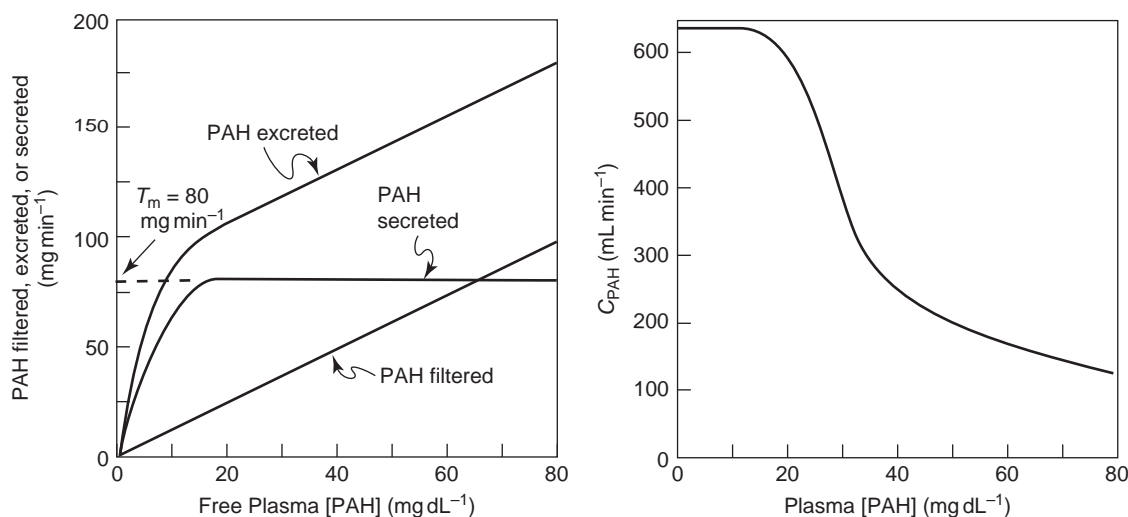 PAH filtered, excreted, or secreted
(mg min⁻¹)
200
150
100
50
0
PAH excreted
Tₘ = 80
mg min⁻¹
PAH
secreted
PAH filtered
0 20 40 60 80
Free Plasma [PAH] (mg dL⁻¹)
C_PAH (mL min⁻¹)
600
500
400
300
200
100
0 20 40 60 80
Plasma [PAH] (mg dL⁻¹)